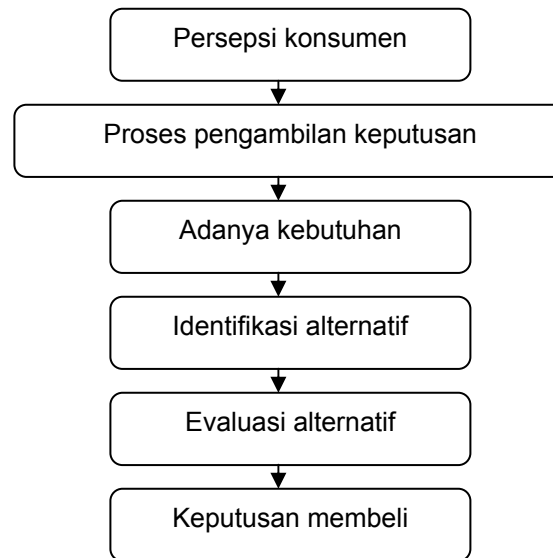 Persepsi konsumen
Proses pengambilan keputusan
Adanya kebutuhan
Identifikasi alternatif
Evaluasi alternatif
Keputusan membeli